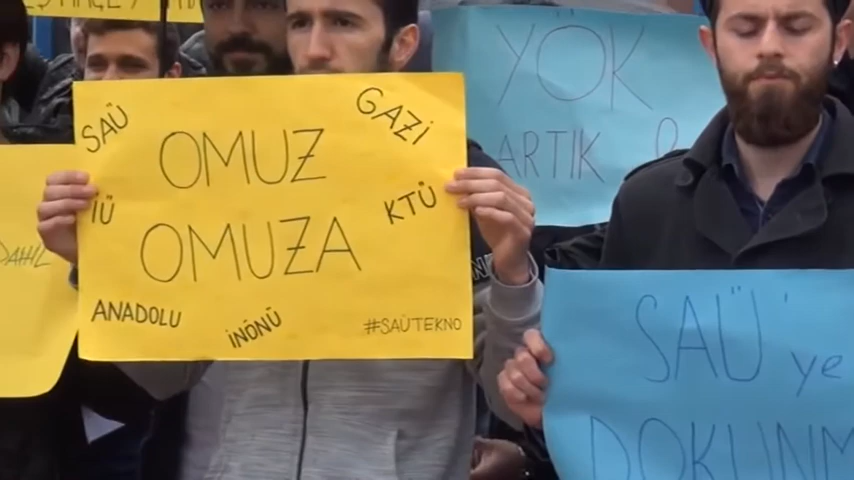 SAÜ
GAZİ
OMUZ
İÜ
KTÜ
OMUZA
ANADOLU
İNÖNÜ
#SAÜTEKNO
YÖK
ARTIK
SAÜ'ye